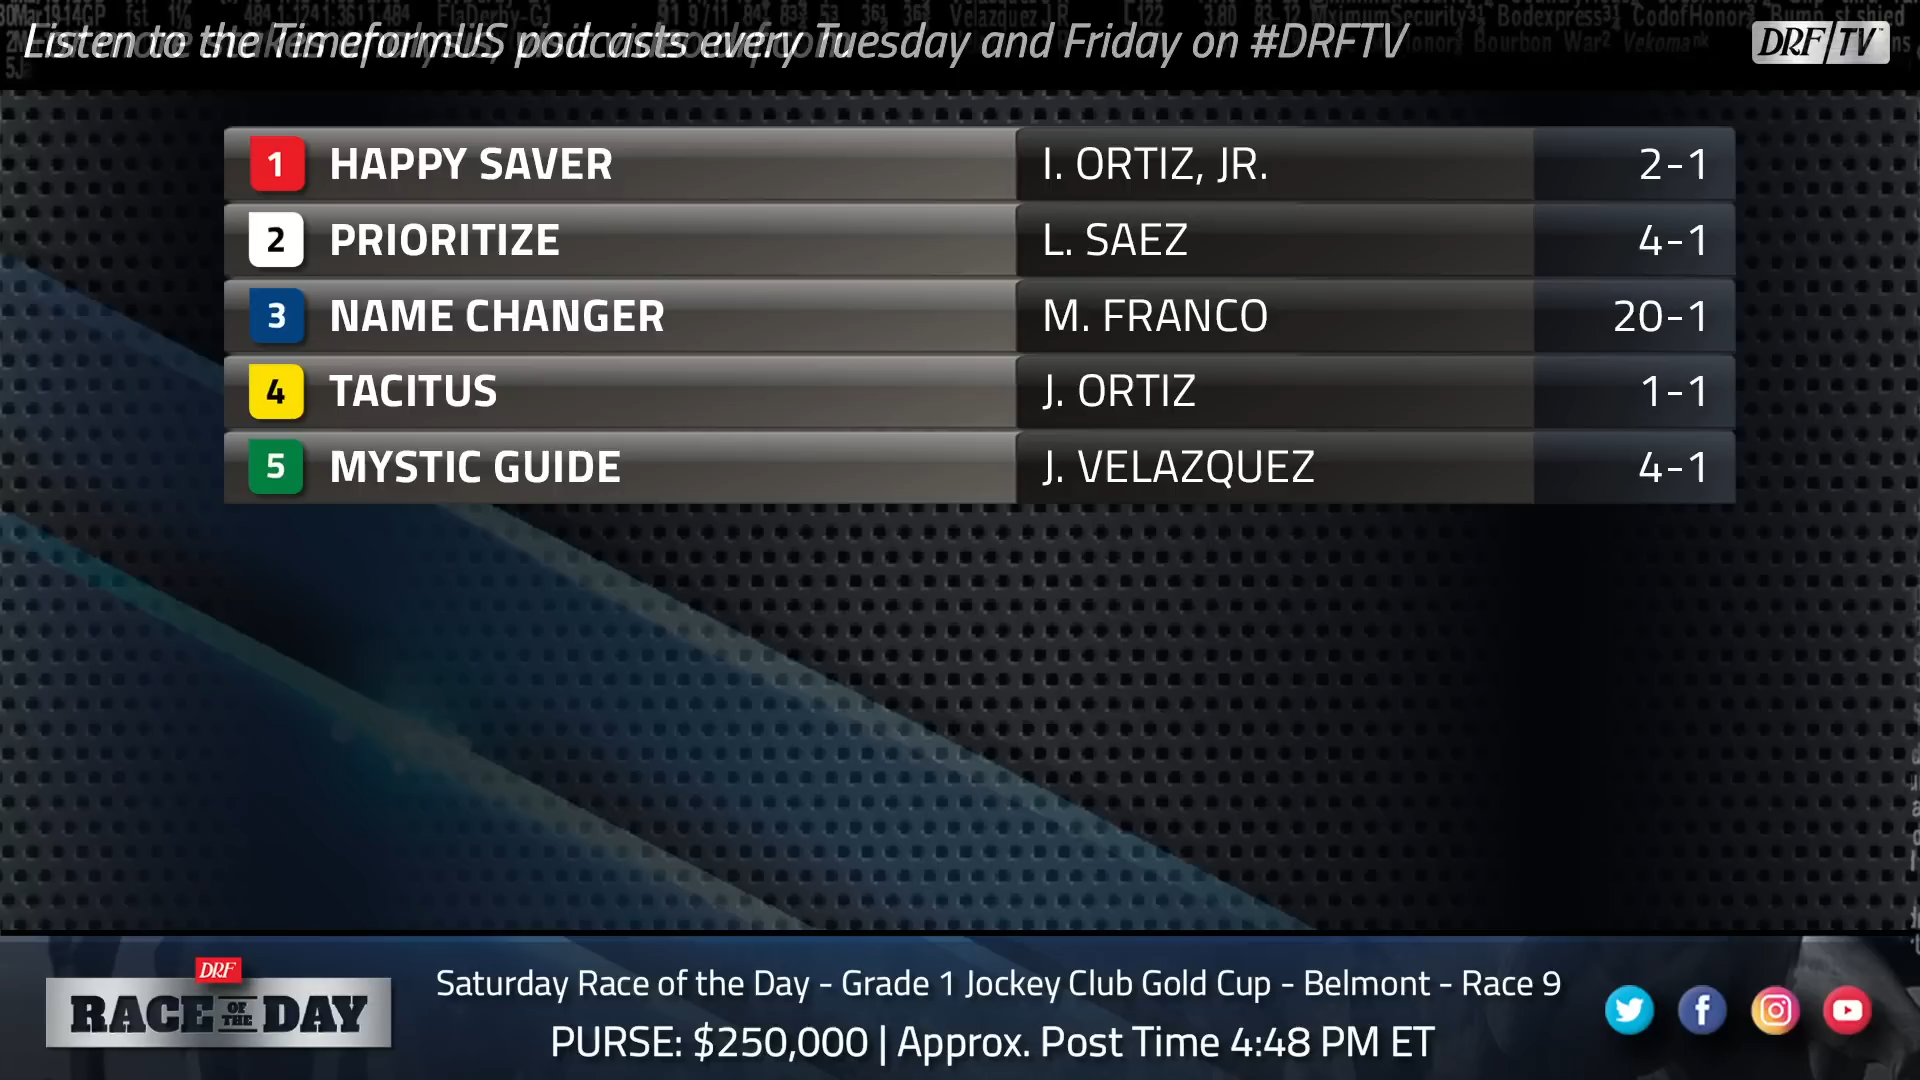 Listen to the TimeformUS podcasts every Tuesday and Friday on #DRFTV
DRF TV
1 HAPPY SAVER I. ORTIZ, JR. 2-1
2 PRIORITIZE L. SAEZ 4-1
3 NAME CHANGER M. FRANCO 20-1
4 TACITUS J. ORTIZ 1-1
5 MYSTIC GUIDE J. VELAZQUEZ 4-1
DRF
RACE OF THE DAY
Saturday Race of the Day - Grade 1 Jockey Club Gold Cup - Belmont - Race 9
PURSE: $250,000 | Approx. Post Time 4:48 PM ET